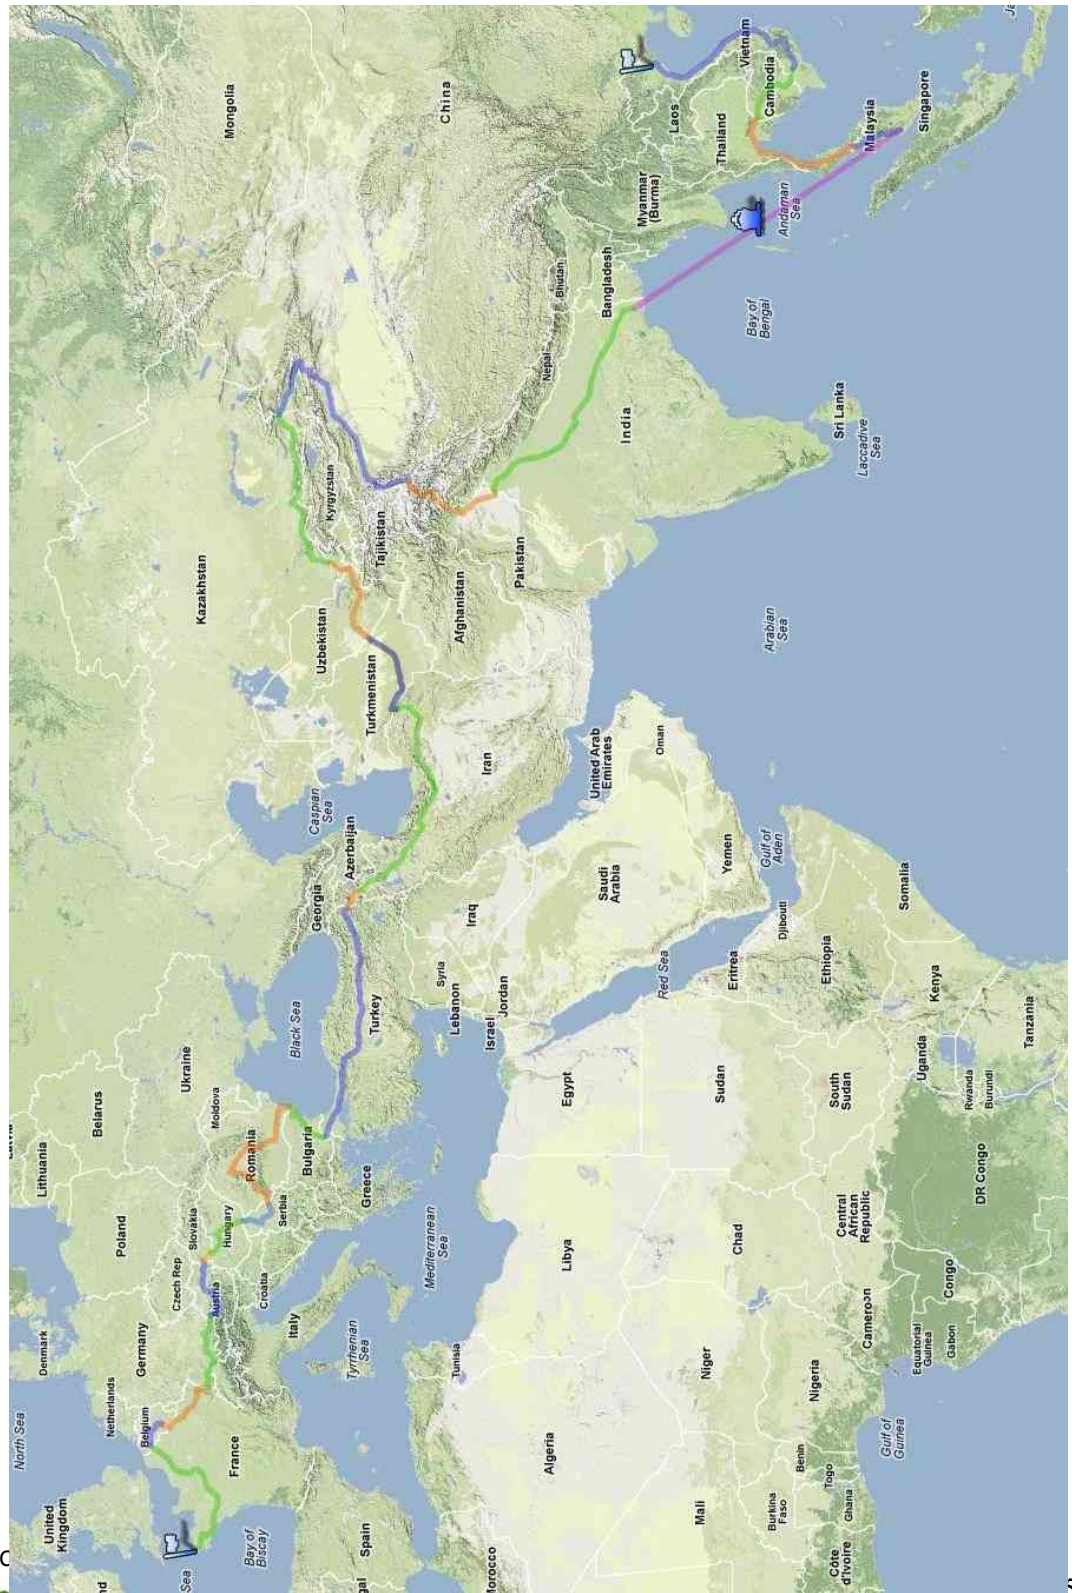 North Sea
United
Kingdom
Denmark
Netherlands
Belgium
Germany
France
Bay of
Biscay
Spain
Sea
Lithuania
Belarus
Poland
Czech Rep
Slovakia
Austria
Hungary
Croatia
Italy
Serbia
Romania
Moldova
Ukraine
Bulgaria
Greece
Tyrrhenian
Sea
Mediterranean
Sea
Black Sea
Turkey
Georgia
Azerbaijan
Caspian
Sea
Kazakhstan
Uzbekistan
Turkmenistan
Kyrgyzstan
Tajikistan
Mongolia
China
Afghanistan
Pakistan
Iran
Iraq
Syria
Lebanon
Israel
Jordan
Saudi
Arabia
United Arab
Emirates
Oman
Yemen
Red Sea
Gulf of
Aden
Arabian
Sea
Nepal
Bhutan
India
Bangladesh
Myanmar
(Burma)
Laos
Thailand
Vietnam
Cambodia
Malaysia
Singapore
Andaman
Sea
Bay of
Bengal
Sri Lanka
Laccadive
Sea
Morocco
Algeria
Tunisia
Libya
Egypt
Mali
Niger
Chad
Sudan
Eritrea
Djibouti
Ethiopia
Somalia
South
Sudan
Burkina
Faso
Benin
Togo
Ghana
Côte
d'Ivoire
Nigeria
Gulf of
Guinea
Cameroon
Central
African
Republic
Equatorial
Guinea
Gabon
Congo
DR Congo
Uganda
Rwanda
Burundi
Kenya
Tanzania